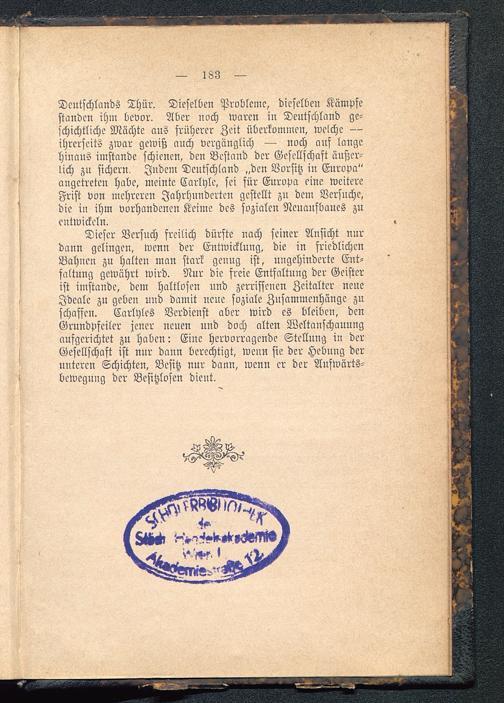 — 183 —
Deutschlands Thür. Dieselben Probleme, dieselben Kämpfe
standen ihm bevor. Aber noch waren in Deutschland ge-
schichtliche Mächte aus früherer Zeit überkommen, welche —
ihrerseits zwar gewiß auch vergänglich — noch auf lange
hinaus imstande schienen, den Bestand der Gesellschaft äußer-
lich zu sichern. Indem Deutschland „den Vorsitz in Europa“
angetreten habe, meinte Carlyle, sei für Europa eine weitere
Frist von mehreren Jahrhunderten gestellt zu dem Versuche,
die in ihm vorhandenen Keime des sozialen Neuaufbaues zu
entwickeln.
Dieser Versuch freilich dürfte nach seiner Ansicht nur
dann gelingen, wenn der Entwicklung, die in friedlichen
Bahnen zu halten man stark genug ist, ungehinderte Ent-
faltung gewährt wird. Nur die freie Entfaltung der Geister
ist imstande, dem haltlosen und zerrissenen Zeitalter neue
Ideale zu geben und damit neue soziale Zusammenhänge zu
schaffen. Carlyles Verdienst aber wird es bleiben, den
Grundpfeiler jener neuen und doch alten Weltanschauung
aufgerichtet zu haben: Eine hervorragende Stellung in der
Gesellschaft ist nur dann berechtigt, wenn sie der Hebung der
unteren Schichten, Besitz nur dann, wenn er der Aufwärts-
bewegung der Besitzlosen dient.
SCHÜLERBIBLIOTHEK
der
Städt. Handelsakademie
Wien I
Akademiestraße 12